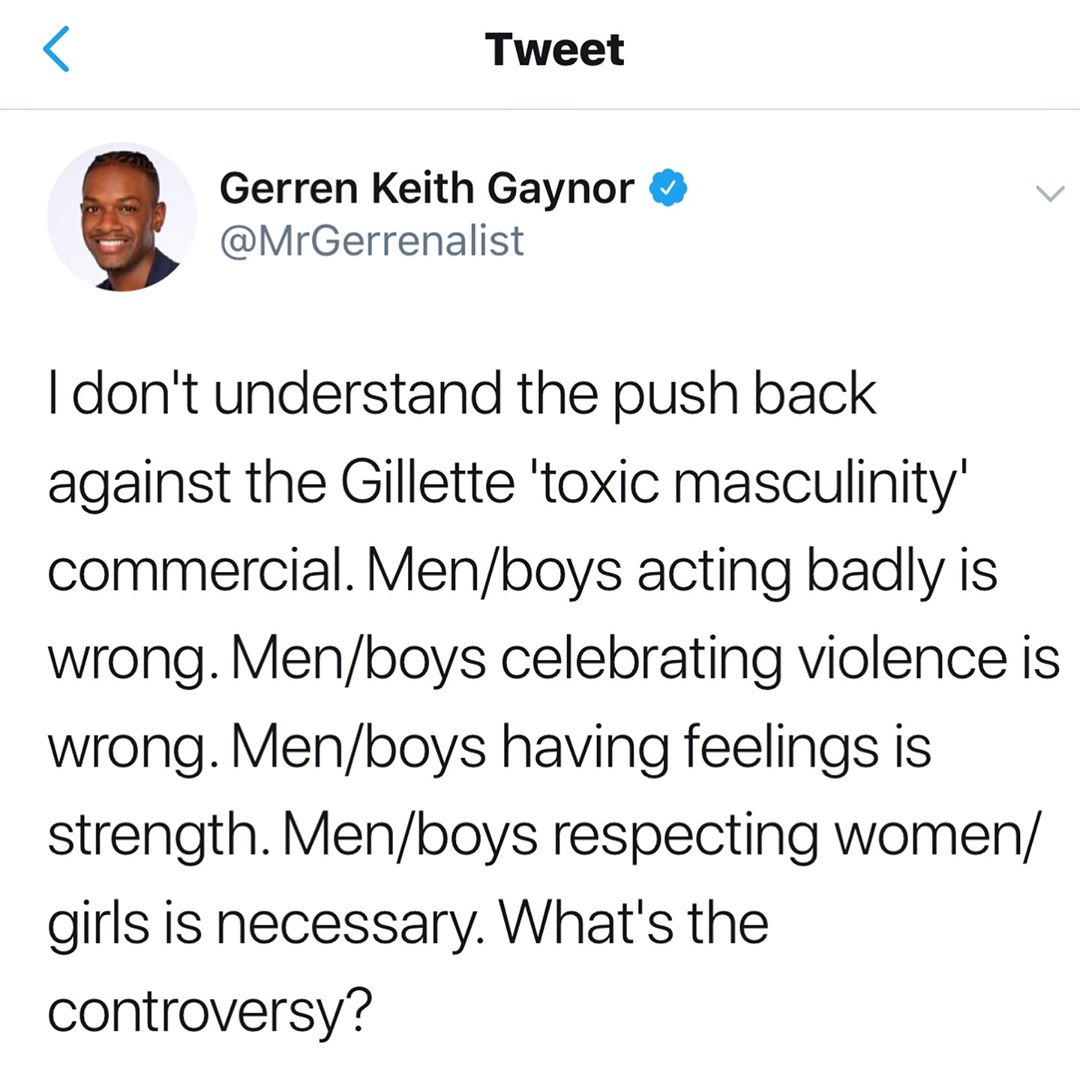 Tweet
Gerren Keith Gaynor
@MrGerrenalist
I don't understand the push back
against the Gillette 'toxic masculinity'
commercial. Men/boys acting badly is
wrong. Men/boys celebrating violence is
wrong. Men/boys having feelings is
strength. Men/boys respecting women/
girls is necessary. What's the
controversy?